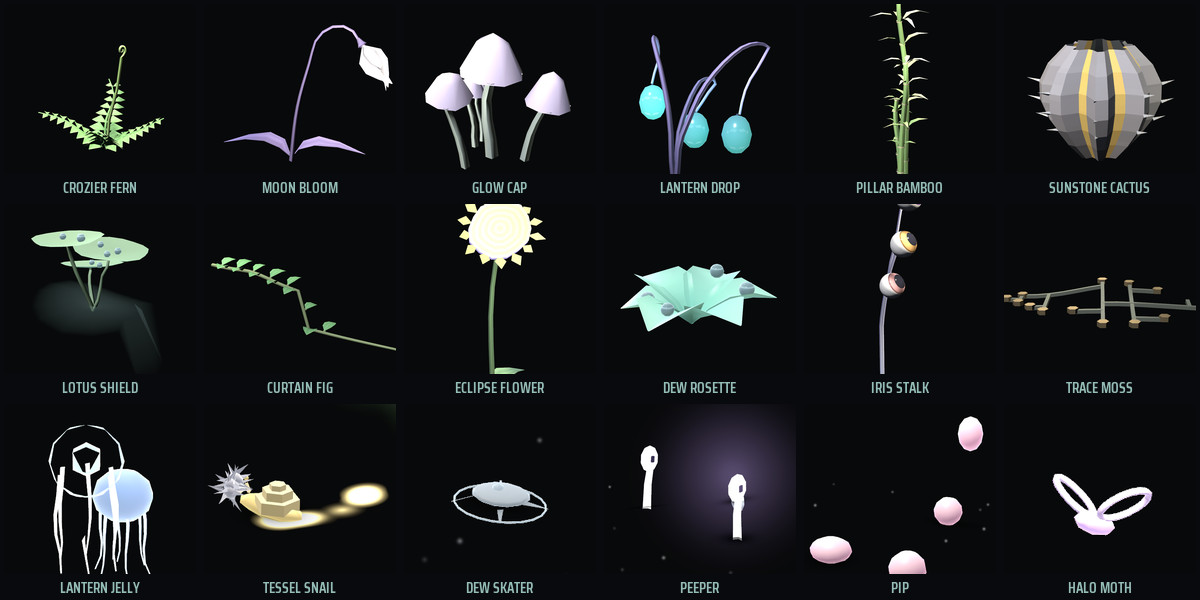 CROZIER FERN
MOON BLOOM
GLOW CAP
LANTERN DROP
PILLAR BAMBOO
SUNSTONE CACTUS
LOTUS SHIELD
CURTAIN FIG
ECLIPSE FLOWER
DEW ROSETTE
IRIS STALK
TRACE MOSS
LANTERN JELLY
TESSEL SNAIL
DEW SKATER
PEEPER
PIP
HALO MOTH